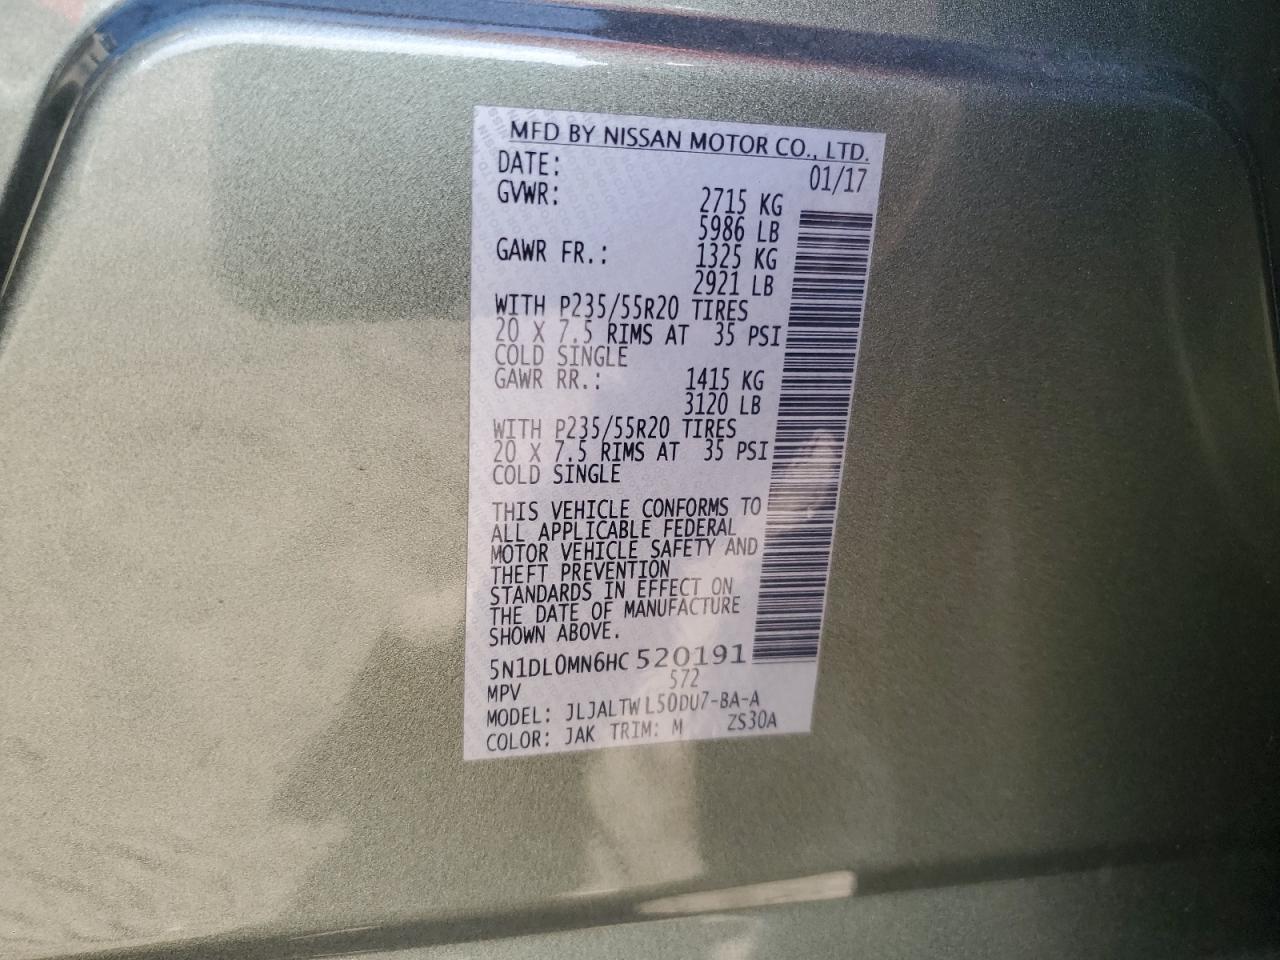 MFD BY NISSAN MOTOR CO., LTD.
DATE: 01/17
GVWR: 2715 KG
5986 LB
GAWR FR.: 1325 KG
2921 LB
WITH P235/55R20 TIRES
20 X 7.5 RIMS AT 35 PSI
COLD SINGLE
GAWR RR.: 1415 KG
3120 LB
WITH P235/55R20 TIRES
20 X 7.5 RIMS AT 35 PSI
COLD SINGLE
THIS VEHICLE CONFORMS TO
ALL APPLICABLE FEDERAL
MOTOR VEHICLE SAFETY AND
THEFT PREVENTION
STANDARDS IN EFFECT ON
THE DATE OF MANUFACTURE
SHOWN ABOVE.
5N1DL0MN6HC 520191
MPV 572
MODEL: JLJALTWL50DU7-BA-A
COLOR: JAK TRIM: M ZS30A